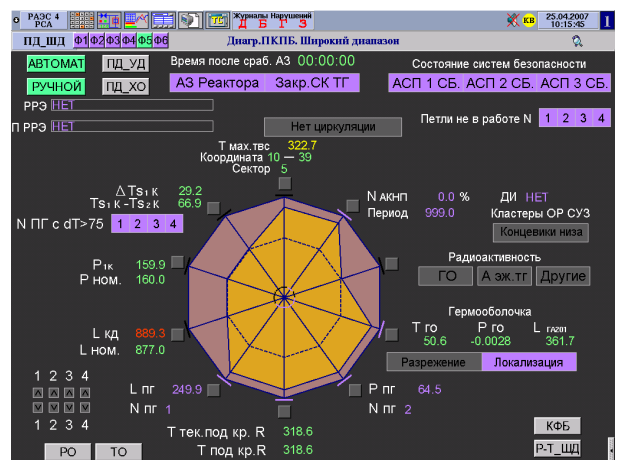 РАЭС 4 РСА Журналы Нарушений Д Б Г З КВ 25.04.2007 10:15:45 1
ПД_ШД Ф1 Ф2 Ф3 Ф4 Ф5 Ф6 Диагр.ПКПБ. Широкий диапазон
АВТОМАТ ПД_УД Время после сраб. АЗ 00:00:00 Состояние систем безопасности
РУЧНОЙ ПД_ХО АЗ Реактора Закр.СК ТГ АСП 1 СБ. АСП 2 СБ. АСП 3 СБ.
РРЭ НЕТ
Петли не в работе N 1 2 3 4
П РРЭ НЕТ
Нет циркуляции
Т мах.твс 322.7
Координата 10 — 39
Сектор 5
Δ Ts₁ к 29.2
Ts₁ к -Ts₂ к 66.9
N АКНП 0.0 % ДИ НЕТ
Период 999.0 Кластеры ОР СУЗ
N ПГ с dT>75 1 2 3 4
Концевики низа
Р₁к 159.9
Р ном. 160.0
Радиоактивность
ГО А эж.тг Другие
Гермооболочка
Т го Р го L гА201
50.6 -0.0028 361.7
L кд 889.3
L ном. 877.0
Разрежение Локализация
1 2 3 4
L пг 249.9 Р пг 64.5
N пг 1 N пг 2
1 2 3 4
Т тек.под кр. R 318.6
Т под кр.R 318.6
КФБ
РО ТО
Р-Т_ШД